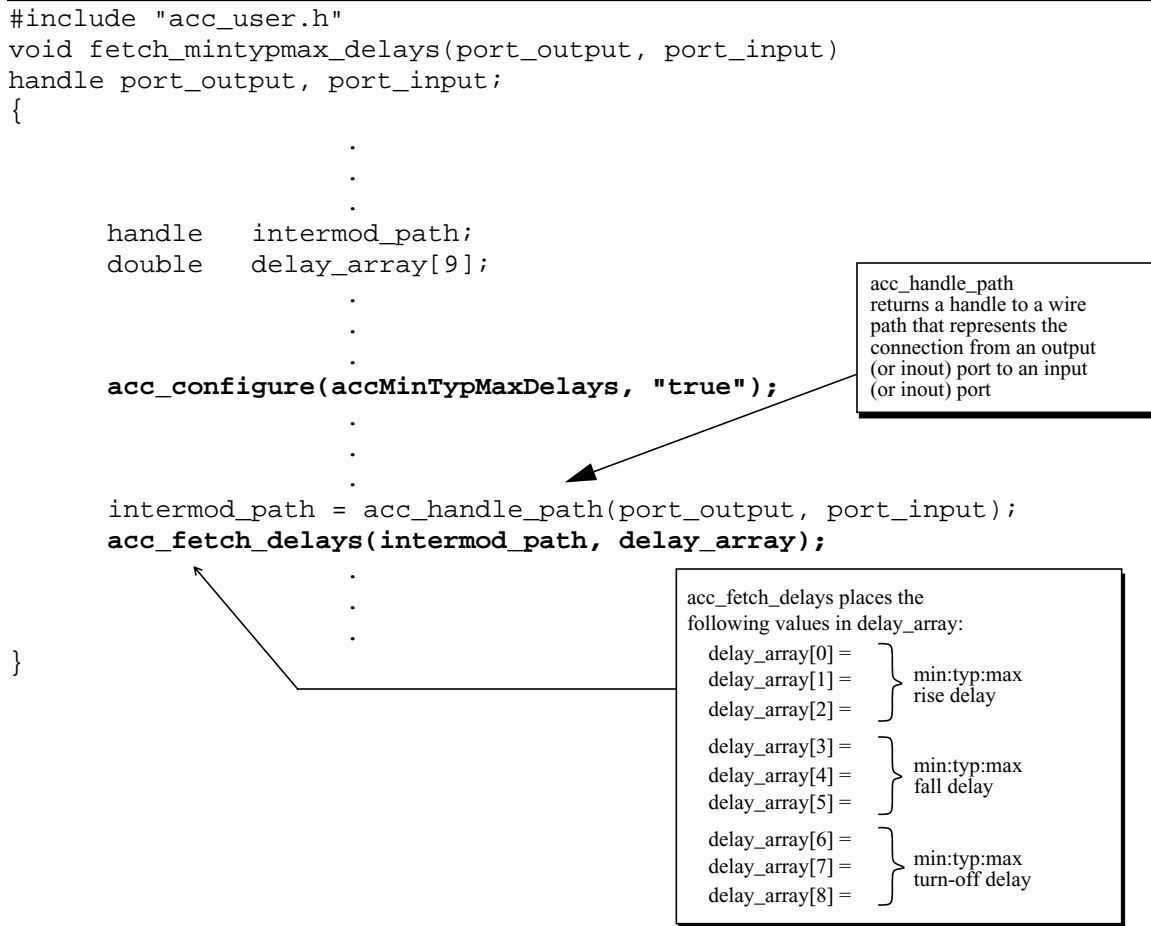 #include "acc_user.h"
void fetch_mintypmax_delays(port_output, port_input)
handle port_output, port_input;
{
.
.
.
handle intermod_path;
double delay_array[9];
.
.
.
acc_configure(accMinTypMaxDelays, "true");
.
.
.
intermod_path = acc_handle_path(port_output, port_input);
acc_fetch_delays(intermod_path, delay_array);
.
.
.
}
acc_handle_path
returns a handle to a wire
path that represents the
connection from an output
(or inout) port to an input
(or inout) port
acc_fetch_delays places the
following values in delay_array:
delay_array[0] =
delay_array[1] =
delay_array[2] =
min:typ:max
rise delay
delay_array[3] =
delay_array[4] =
delay_array[5] =
min:typ:max
fall delay
delay_array[6] =
delay_array[7] =
delay_array[8] =
min:typ:max
turn-off delay